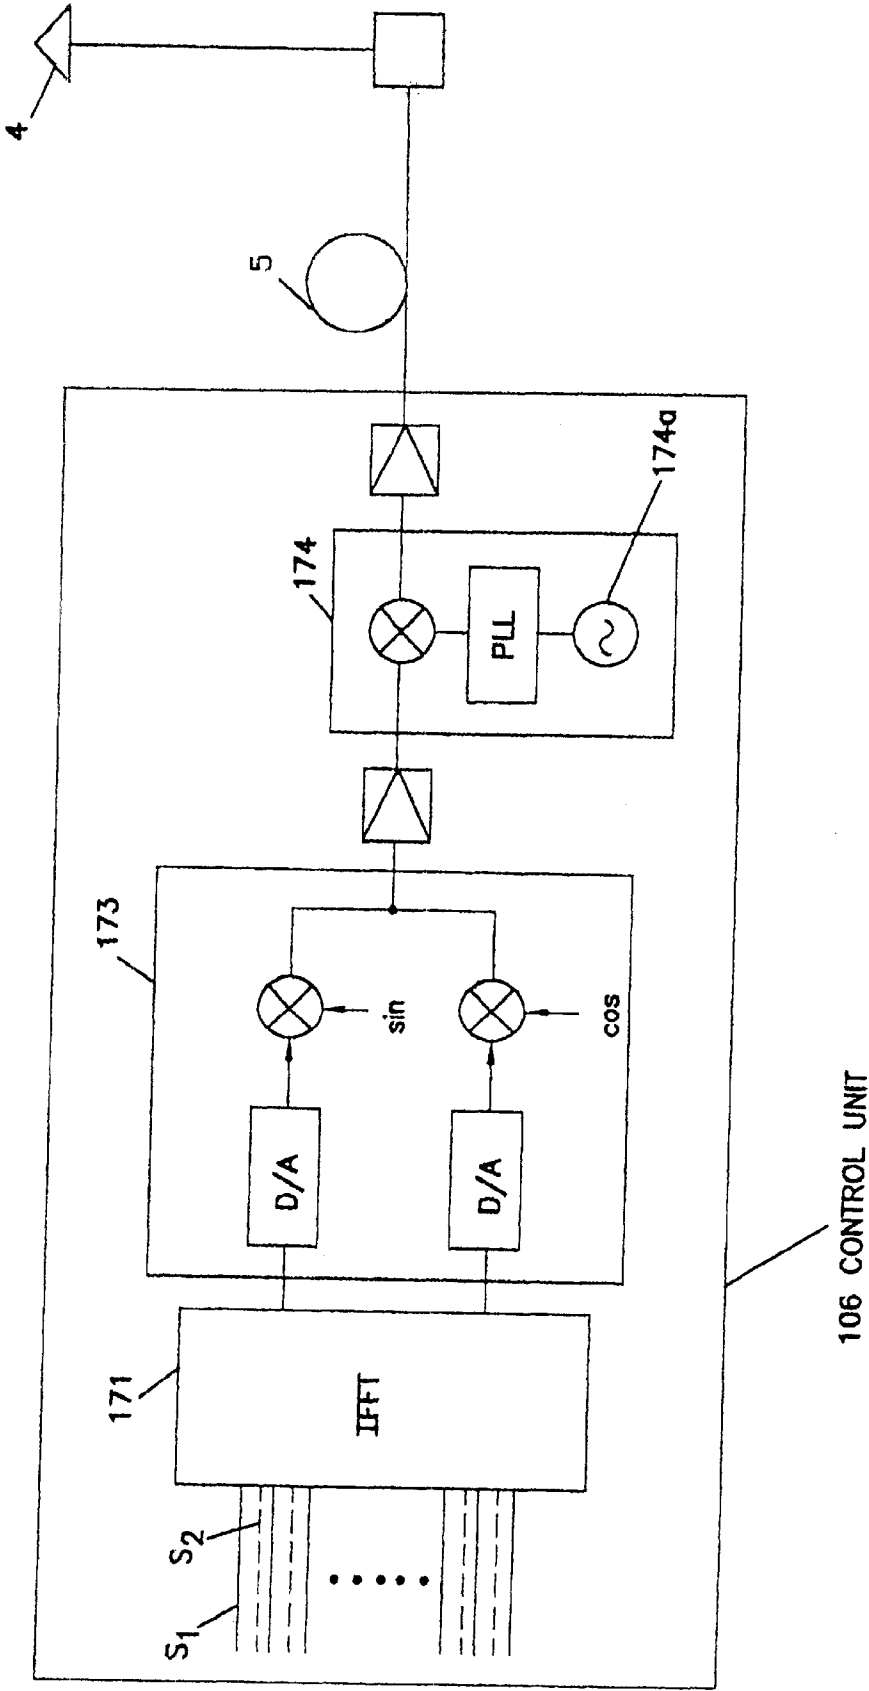 S1
S2
171
IFFT
173
D/A
D/A
sin
cos
174
PLL
174a
5
4
106 CONTROL UNIT